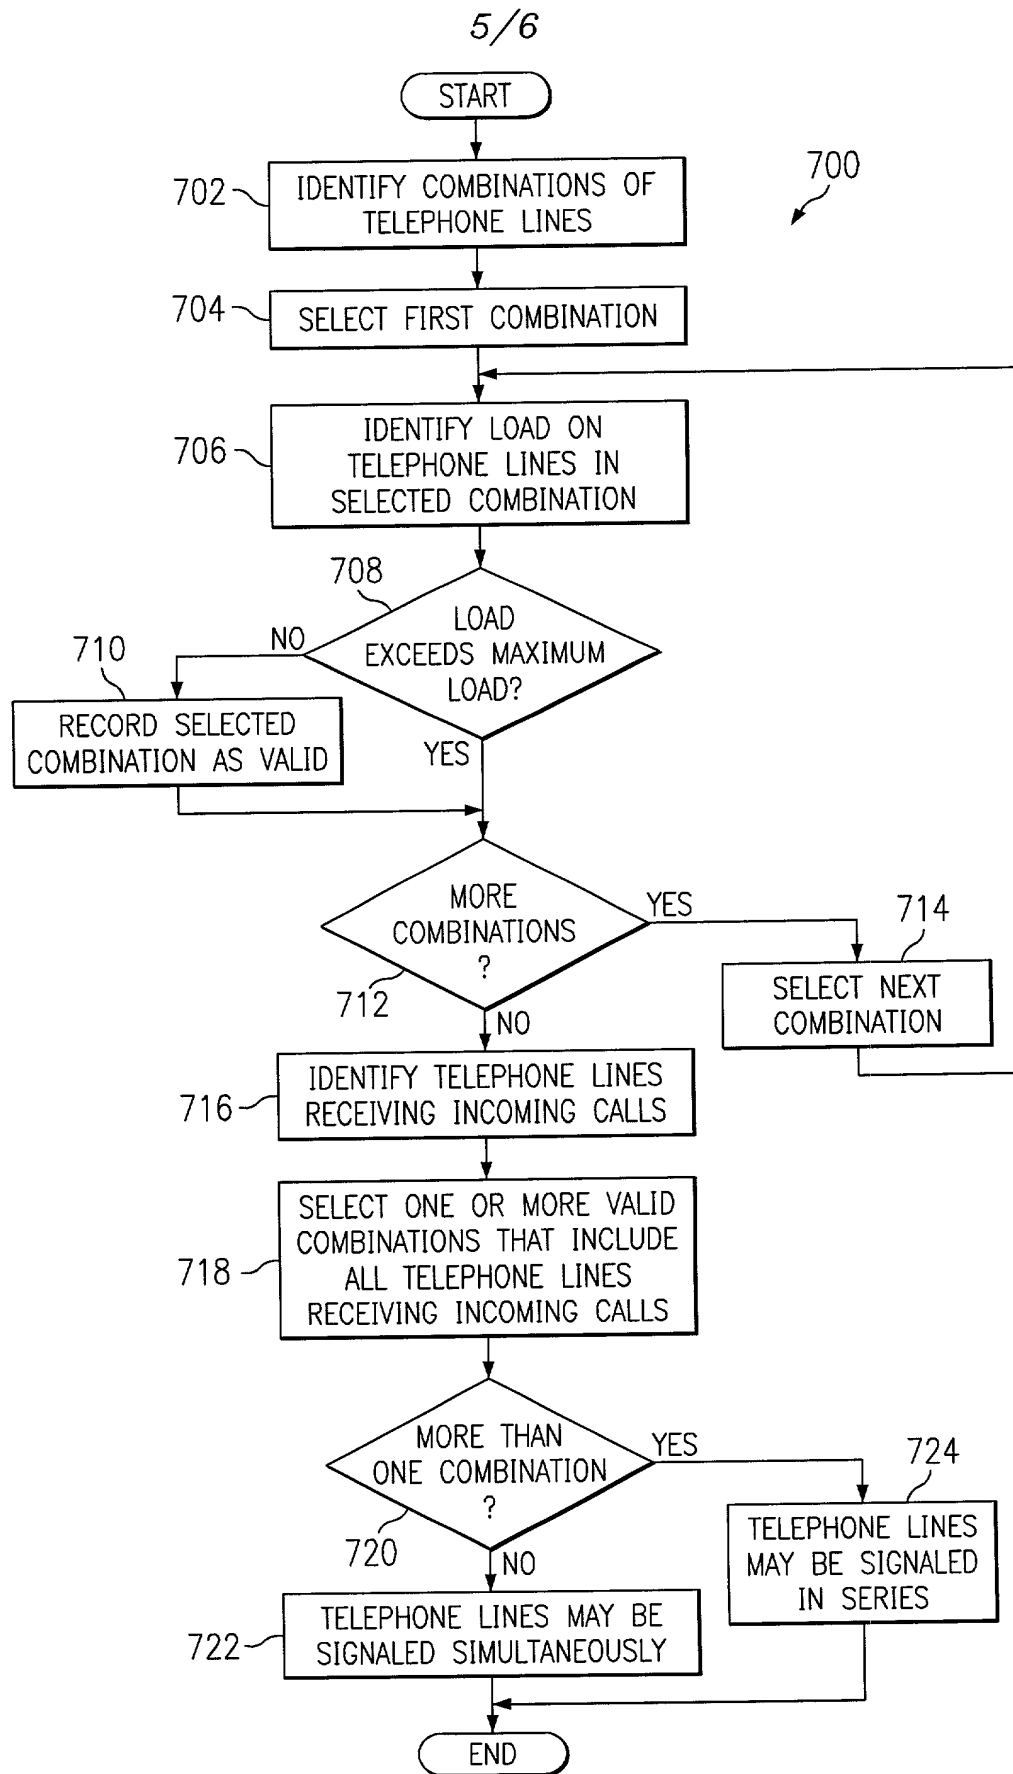 5/6
START
700
702
IDENTIFY COMBINATIONS OF
TELEPHONE LINES
704
SELECT FIRST COMBINATION
706
IDENTIFY LOAD ON
TELEPHONE LINES IN
SELECTED COMBINATION
708
LOAD
EXCEEDS MAXIMUM
LOAD?
NO
YES
710
RECORD SELECTED
COMBINATION AS VALID
MORE
COMBINATIONS
?
712
YES
NO
714
SELECT NEXT
COMBINATION
716
IDENTIFY TELEPHONE LINES
RECEIVING INCOMING CALLS
718
SELECT ONE OR MORE VALID
COMBINATIONS THAT INCLUDE
ALL TELEPHONE LINES
RECEIVING INCOMING CALLS
MORE THAN
ONE COMBINATION
?
720
YES
NO
724
TELEPHONE LINES
MAY BE SIGNALED
IN SERIES
722
TELEPHONE LINES MAY BE
SIGNALED SIMULTANEOUSLY
END